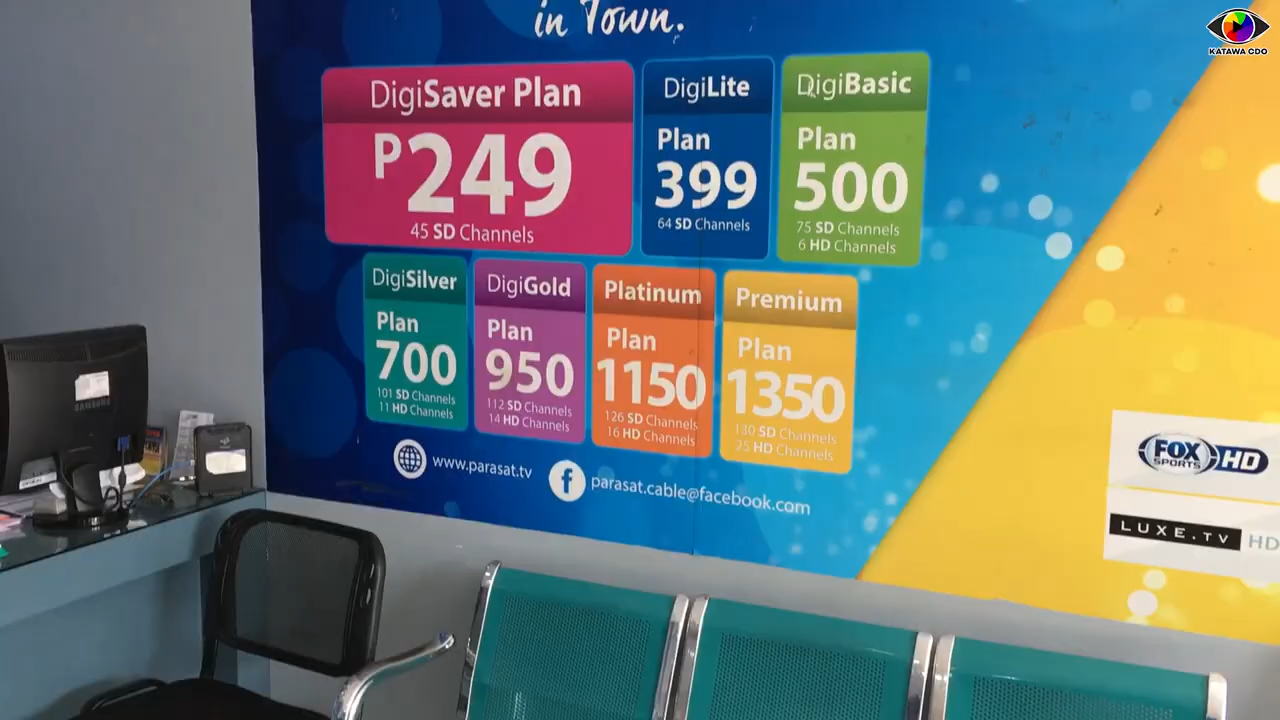 in Town.
KATAWA CDO
DigiSaver Plan
P249
45 SD Channels
DigiLite
Plan
399
64 SD Channels
DigiBasic
Plan
500
75 SD Channels
6 HD Channels
DigiSilver
Plan
700
101 SD Channels
11 HD Channels
DigiGold
Plan
950
112 SD Channels
14 HD Channels
Platinum
Plan
1150
126 SD Channels
16 HD Channels
Premium
Plan
1350
130 SD Channels
25 HD Channels
www.parasat.tv
parasat.cable@facebook.com
FOX SPORTS HD
LUXE.TV HD
SAMSUNG